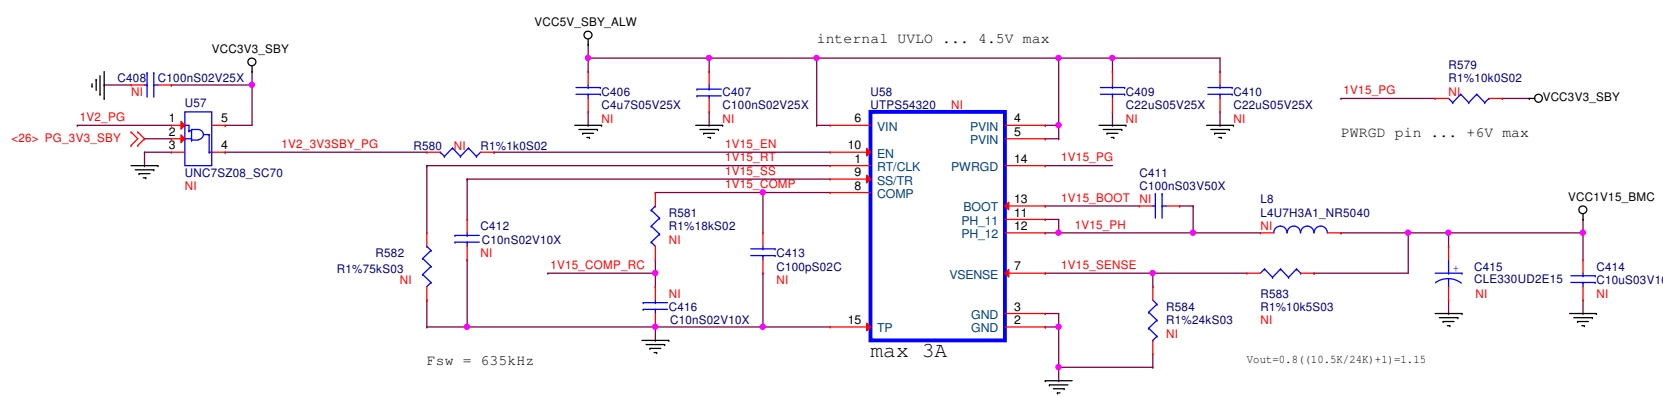 VCC5V_SBY_ALW
internal UVLO ... 4.5V max
VCC3V3_SBY
C408
C100nS02V25X
NI
U57
1V2_PG
1
5
<26> PG_3V3_SBY
2
3
4
UNC7SZ08_SC70
NI
1V2_3V3SBY_PG
R580
NI
R1%1k0S02
C406
C4u7S05V25X
NI
C407
C100nS02V25X
NI
U58
UTPS54320
NI
C409
C22uS05V25X
NI
C410
C22uS05V25X
NI
R579
R1%10k0S02
NI
1V15_PG
VCC3V3_SBY
PWRGD pin ... +6V max
6
VIN
PVIN
4
PVIN
5
1V15_EN
10
EN
1V15_RT
1
RT/CLK
PWRGD
14
1V15_PG
1V15_SS
9
SS/TR
1V15_COMP
8
COMP
C411
C100nS03V50X
NI
BOOT
13
1V15_BOOT
PH_11
11
PH_12
12
1V15_PH
L8
L4U7H3A1_NR5040
NI
VCC1V15_BMC
R581
R1%18kS02
NI
C412
C10nS02V10X
NI
R582
R1%75kS03
NI
C413
C100pS02C
NI
1V15_COMP_RC
NI
C416
C10nS02V10X
VSENSE
7
1V15_SENSE
R583
R1%10k5S03
NI
R584
R1%24kS03
NI
C415
CLE330UD2E15
NI
C414
C10uS03V1
NI
+
15
TP
GND
3
GND
2
max 3A
Fsw = 635kHz
Vout=0.8((10.5K/24K)+1)=1.15